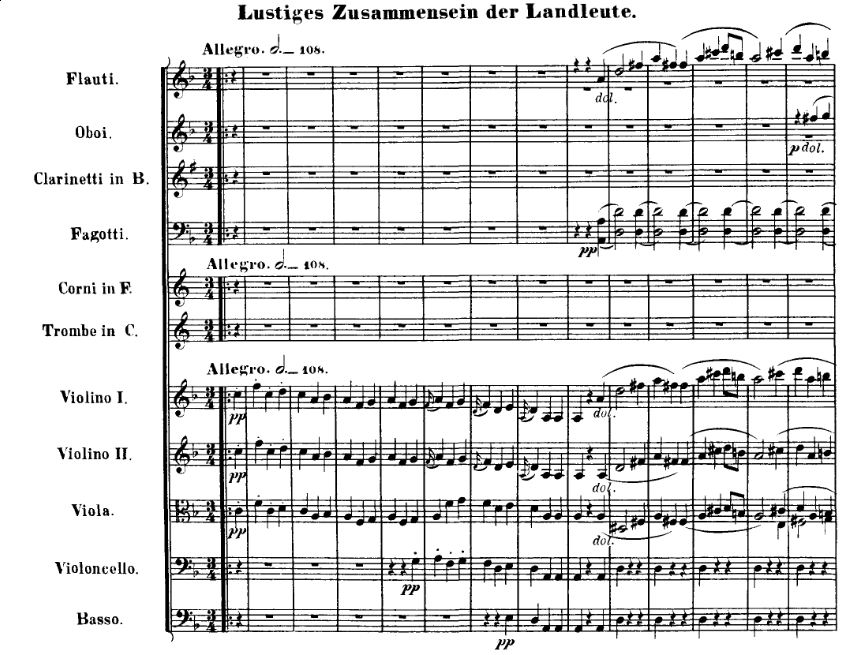 Lustiges Zusammensein der Landleute.
Allegro. 𝅗𝅥. = 108.
Flauti.
dol.
Oboi.
p dol.
Clarinetti in B.
Fagotti.
pp
Allegro. 𝅗𝅥. = 108.
Corni in F.
Trombe in C.
Allegro. 𝅗𝅥. = 108.
Violino I.
pp dol.
Violino II.
pp dol.
Viola.
pp dol.
Violoncello.
pp
Basso.
pp